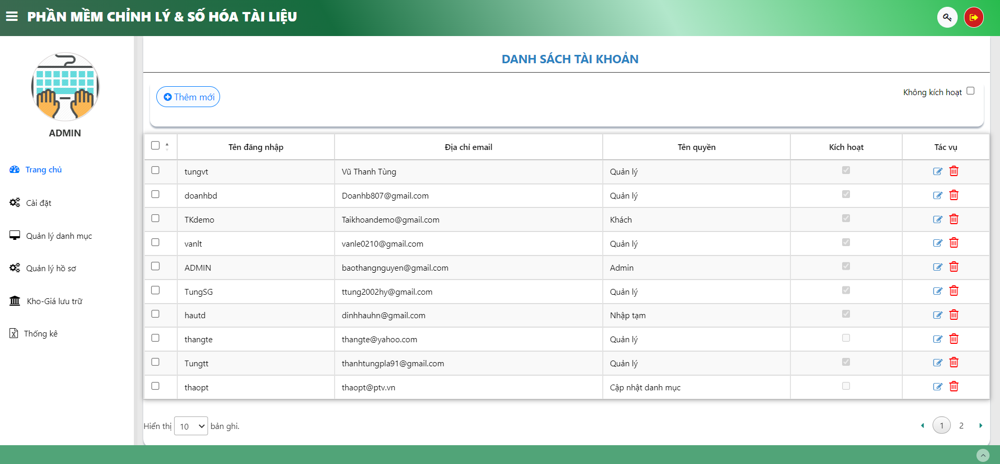 PHẦN MỀM CHỈNH LÝ & SỐ HÓA TÀI LIỆU
ADMIN
Trang chủ
Cài đặt
Quản lý danh mục
Quản lý hồ sơ
Kho-Giá lưu trữ
Thống kê
DANH SÁCH TÀI KHOẢN
Thêm mới
Không kích hoạt
Tên đăng nhập Địa chỉ email Tên quyền Kích hoạt Tác vụ
tungvt Vũ Thanh Tùng Quản lý
doanhbd Doanhb807@gmail.com Quản lý
TKdemo Taikhoandemo@gmail.com Khách
vanlt vanle0210@gmail.com Quản lý
ADMIN baothangnguyen@gmail.com Admin
TungSG ttung2002hy@gmail.com Quản lý
hautd dinhhauhn@gmail.com Nhập tạm
thangte thangte@yahoo.com Quản lý
Tungtt thanhtungpla91@gmail.com Quản lý
thaopt thaopt@ptv.vn Cập nhật danh mục
Hiển thị 10 bản ghi.
1 2